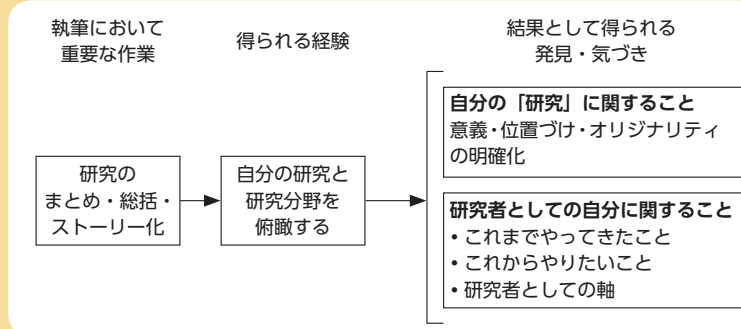 執筆において
重要な作業
得られる経験
結果として得られる
発見・気づき
研究の
まとめ・総括・
ストーリー化
自分の研究と
研究分野を
俯瞰する
自分の「研究」に関すること
意義・位置づけ・オリジナリティ
の明確化
研究者としての自分に関すること
• これまでやってきたこと
• これからやりたいこと
• 研究者としての軸